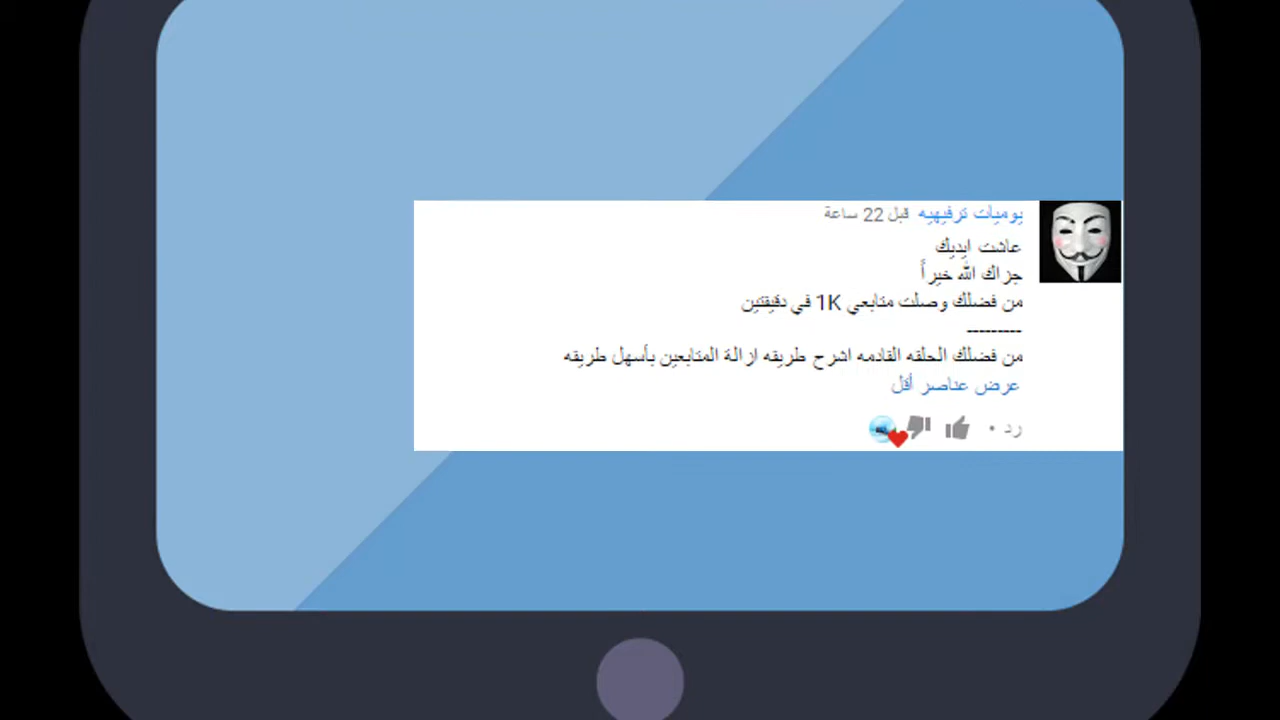 يوميات ترفيهيه قبل 22 ساعة
عاشت ايديك
جزاك الله خيراً
من فضلك وصلت متابعي 1K في دقيقتين
---------
من فضلك الحلقه القادمه اشرح طريقه ازالة المتابعين بأسهل طريقه
عرض عناصر أقل
رد •